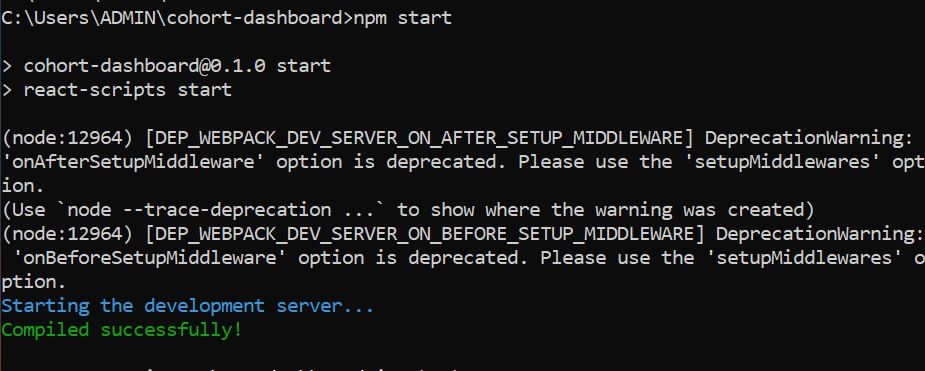 C:\Users\ADMIN\cohort-dashboard>npm start
> cohort-dashboard@0.1.0 start
> react-scripts start
(node:12964) [DEP_WEBPACK_DEV_SERVER_ON_AFTER_SETUP_MIDDLEWARE] DeprecationWarning:
'onAfterSetupMiddleware' option is deprecated. Please use the 'setupMiddlewares' opt
ion.
(Use `node --trace-deprecation ...` to show where the warning was created)
(node:12964) [DEP_WEBPACK_DEV_SERVER_ON_BEFORE_SETUP_MIDDLEWARE] DeprecationWarning:
 'onBeforeSetupMiddleware' option is deprecated. Please use the 'setupMiddlewares' o
ption.
Starting the development server...
Compiled successfully!